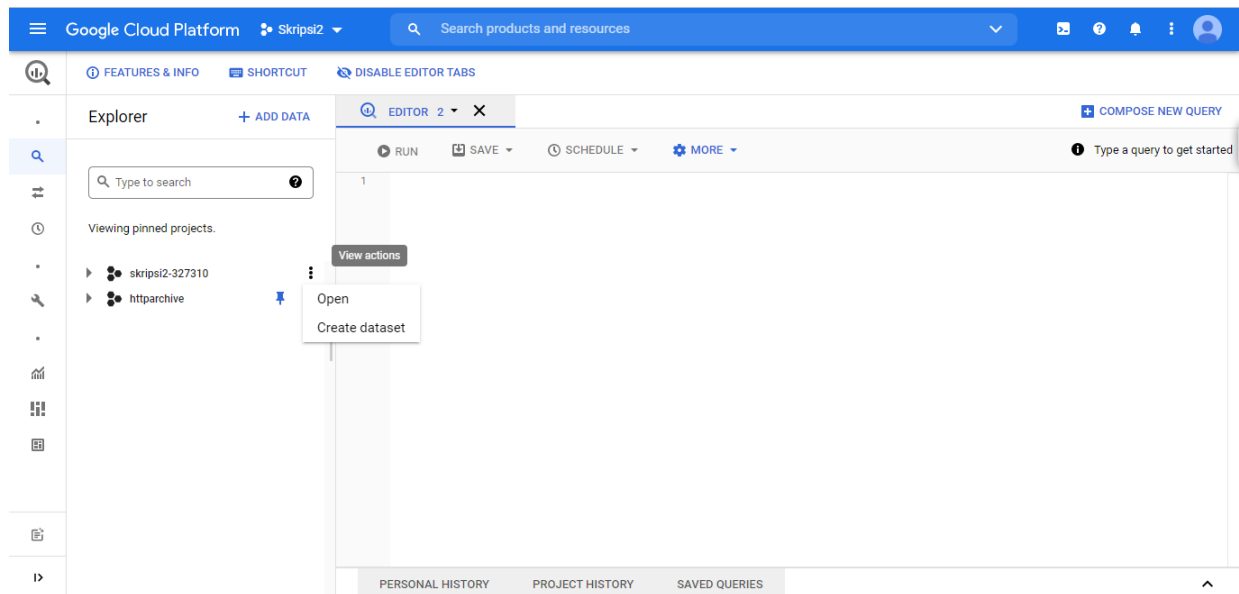 Google Cloud Platform Skripsi2 Search products and resources
FEATURES & INFO SHORTCUT DISABLE EDITOR TABS
Explorer + ADD DATA
EDITOR 2 COMPOSE NEW QUERY
RUN SAVE SCHEDULE MORE Type a query to get started
Type to search
1
Viewing pinned projects.
View actions
skripsi2-327310
httparchive
Open
Create dataset
PERSONAL HISTORY PROJECT HISTORY SAVED QUERIES